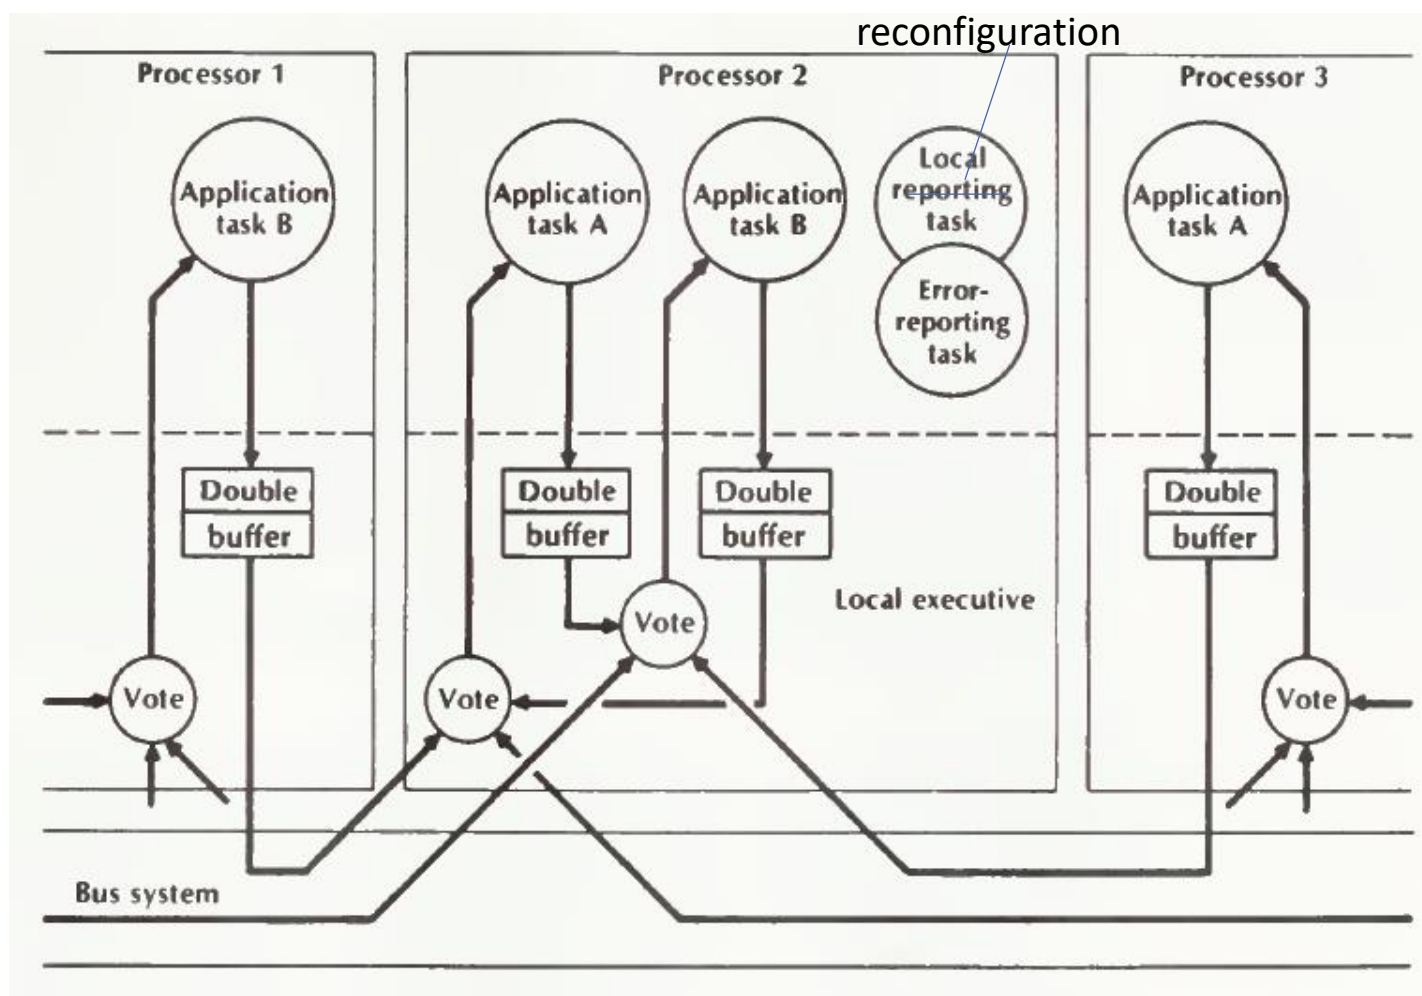 reconfiguration
Processor 1
Processor 2
Processor 3
Application
task B
Application
task A
Application
task B
Local
reporting
task
Error-
reporting
task
Application
task A
Double
buffer
Double
buffer
Double
buffer
Double
buffer
Local executive
Vote
Vote
Vote
Vote
Bus system